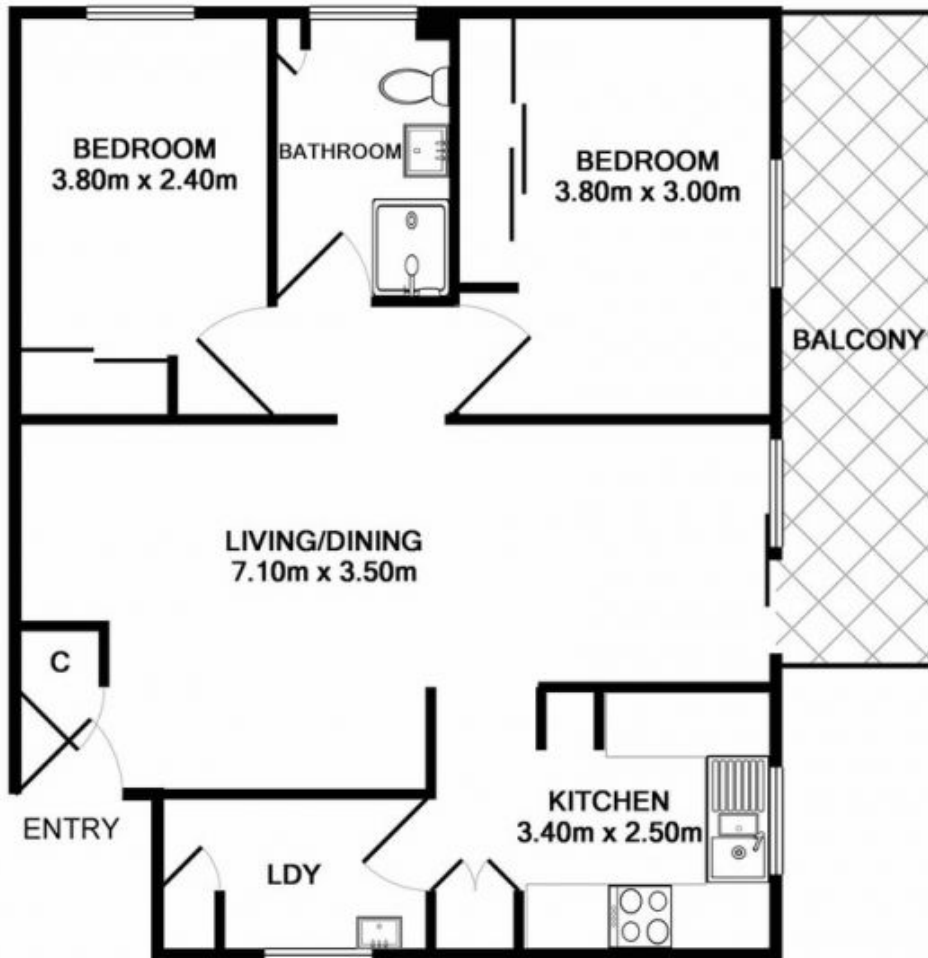 BEDROOM
3.80m x 2.40m
BATHROOM
BEDROOM
3.80m x 3.00m
BALCONY
LIVING/DINING
7.10m x 3.50m
C
ENTRY
KITCHEN
3.40m x 2.50m
LDY